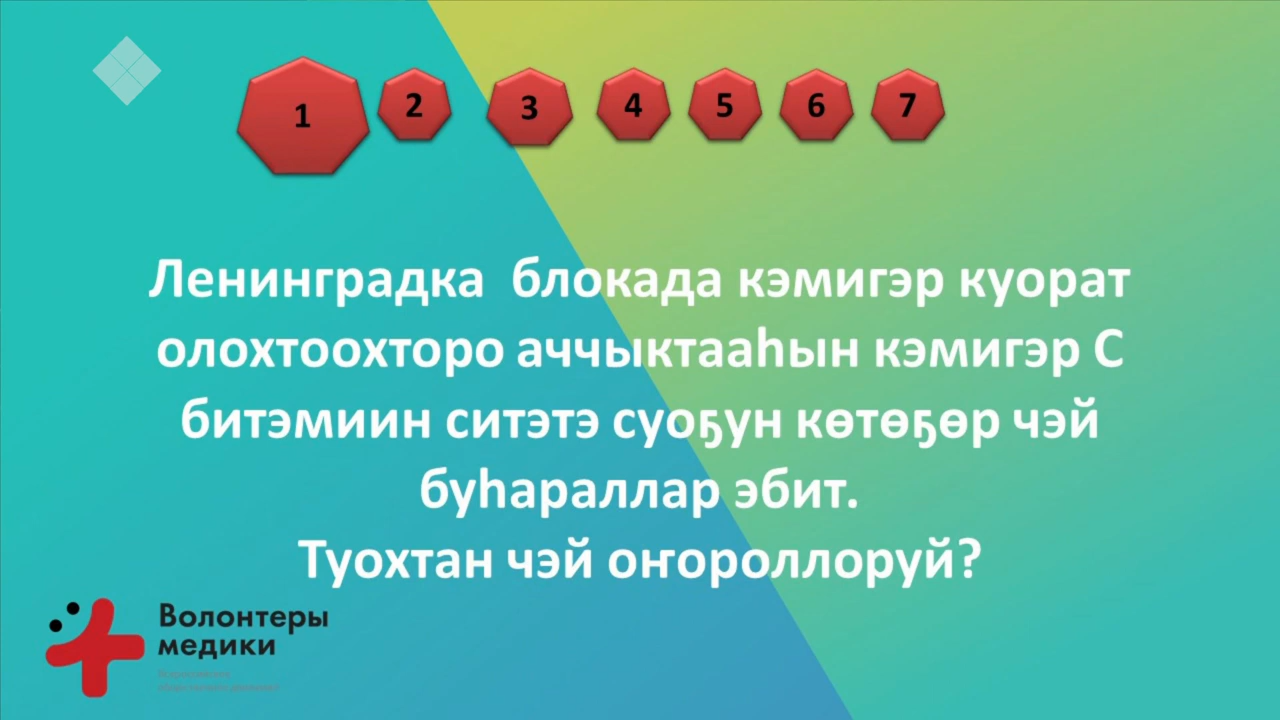 1 2 3 4 5 6 7
Ленинградка блокада кэмигэр куорат
олохтоохторо аччыктааһын кэмигэр С
битэмиин ситэтэ суоҕун көтөҕөр чэй
буһараллар эбит.
Туохтан чэй оҥороллоруй?
Волонтеры
медики